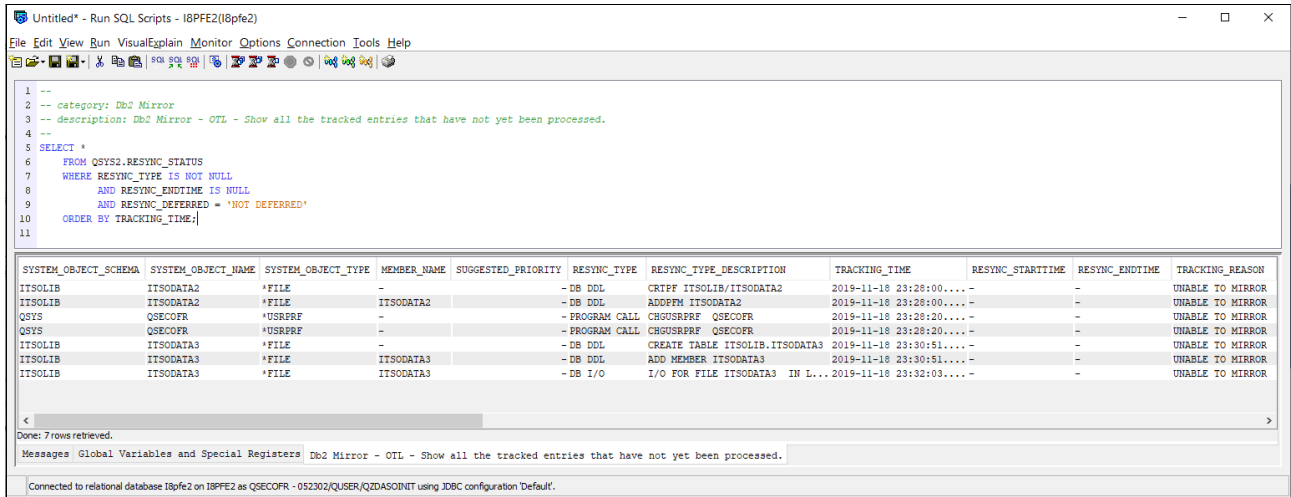 Untitled* - Run SQL Scripts - I8PFE2(I8pfe2)
File Edit View Run VisualExplain Monitor Options Connection Tools Help
1 --
2 -- category: Db2 Mirror
3 -- description: Db2 Mirror - OTL - Show all the tracked entries that have not yet been processed.
4 --
5 SELECT *
6 FROM QSYS2.RESYNC_STATUS
7 WHERE RESYNC_TYPE IS NOT NULL
8 AND RESYNC_ENDTIME IS NULL
9 AND RESYNC_DEFERRED = 'NOT DEFERRED'
10 ORDER BY TRACKING_TIME;
11
SYSTEM_OBJECT_SCHEMA SYSTEM_OBJECT_NAME SYSTEM_OBJECT_TYPE MEMBER_NAME SUGGESTED_PRIORITY RESYNC_TYPE RESYNC_TYPE_DESCRIPTION TRACKING_TIME RESYNC_STARTTIME RESYNC_ENDTIME TRACKING_REASON
ITSOLIB ITSODATA2 *FILE - - DB DDL CRTPF ITSOLIB/ITSODATA2 2019-11-18 23:28:00.... - - UNABLE TO MIRROR
ITSOLIB ITSODATA2 *FILE ITSODATA2 - DB DDL ADDPFM ITSODATA2 2019-11-18 23:28:00.... - - UNABLE TO MIRROR
QSYS QSECOFR *USRPRF - - PROGRAM CALL CHGUSRPRF QSECOFR 2019-11-18 23:28:20.... - - UNABLE TO MIRROR
QSYS QSECOFR *USRPRF - - PROGRAM CALL CHGUSRPRF QSECOFR 2019-11-18 23:28:20.... - - UNABLE TO MIRROR
ITSOLIB ITSODATA3 *FILE - - DB DDL CREATE TABLE ITSOLIB.ITSODATA3 2019-11-18 23:30:51.... - - UNABLE TO MIRROR
ITSOLIB ITSODATA3 *FILE ITSODATA3 - DB DDL ADD MEMBER ITSODATA3 2019-11-18 23:30:51.... - - UNABLE TO MIRROR
ITSOLIB ITSODATA3 *FILE ITSODATA3 - DB I/O I/O FOR FILE ITSODATA3 IN L... 2019-11-18 23:32:03.... - - UNABLE TO MIRROR
Done: 7 rows retrieved.
Messages Global Variables and Special Registers Db2 Mirror - OTL - Show all the tracked entries that have not yet been processed.
Connected to relational database I8pfe2 on I8PFE2 as QSECOFR - 052302/QUSER/QZDASOINIT using JDBC configuration 'Default'.